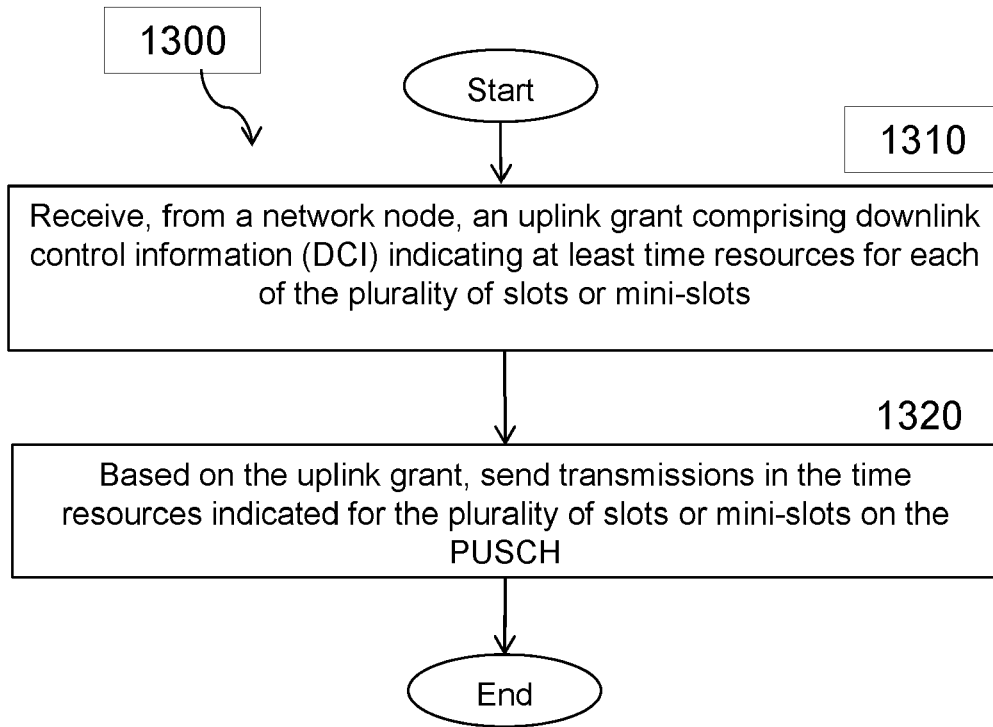 1300
Start
1310
Receive, from a network node, an uplink grant comprising downlink
control information (DCI) indicating at least time resources for each
of the plurality of slots or mini-slots
1320
Based on the uplink grant, send transmissions in the time
resources indicated for the plurality of slots or mini-slots on the
PUSCH
End